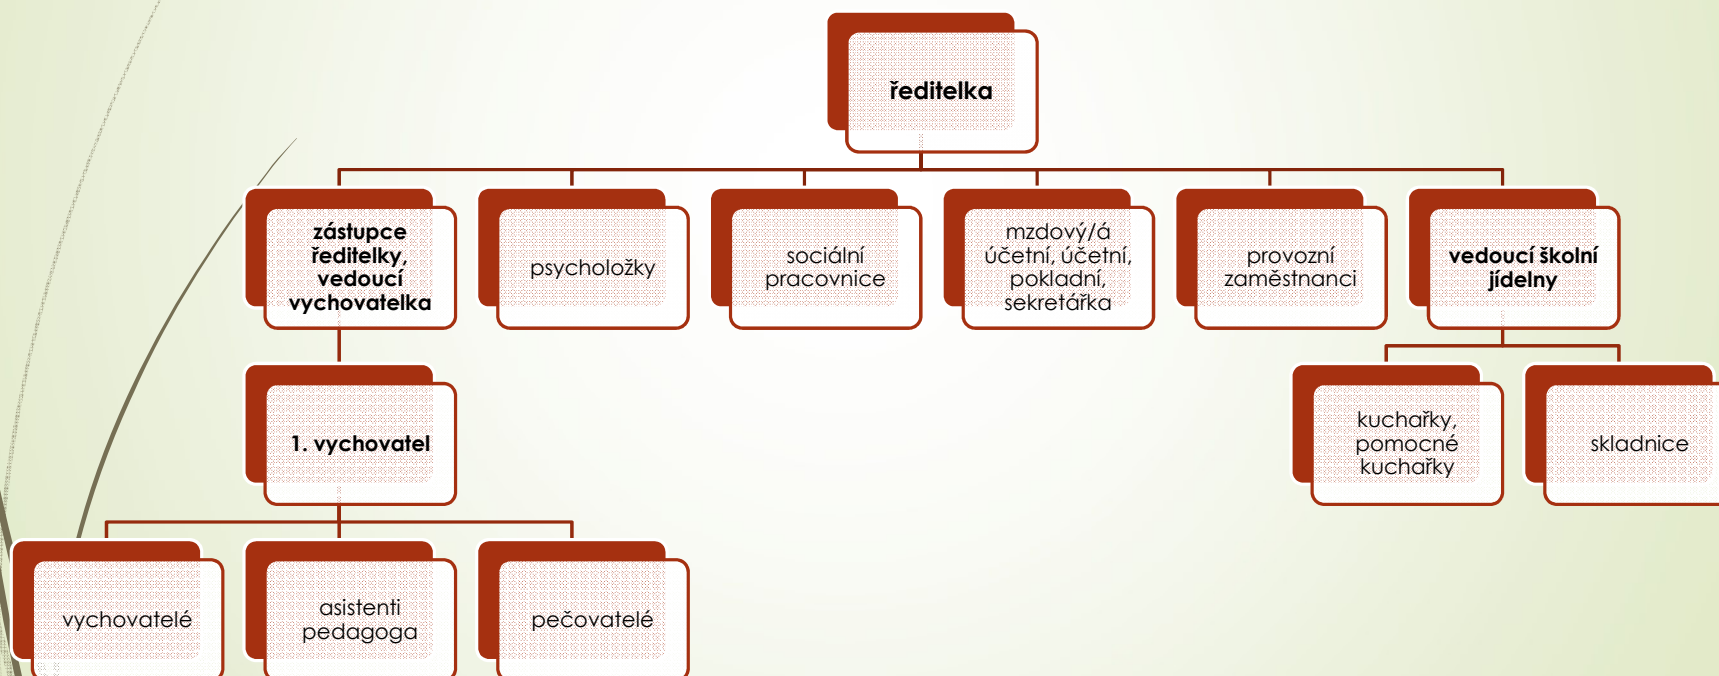 ředitelka
zástupce
ředitelky,
vedoucí
vychovatelka
psycholožky
sociální
pracovnice
mzdový/á
účetní, účetní,
pokladní,
sekretářka
provozní
zaměstnanci
vedoucí školní
jídelny
1. vychovatel
kuchařky,
pomocné
kuchařky
skladnice
vychovatelé
asistenti
pedagoga
pečovatelé